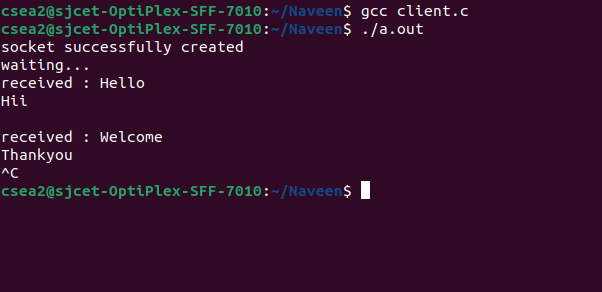 csea2@sjcet-OptiPlex-SFF-7010:~/Naveen$ gcc client.c
csea2@sjcet-OptiPlex-SFF-7010:~/Naveen$ ./a.out
socket successfully created
waiting...
received : Hello
Hii
received : Welcome
Thankyou
^C
csea2@sjcet-OptiPlex-SFF-7010:~/Naveen$